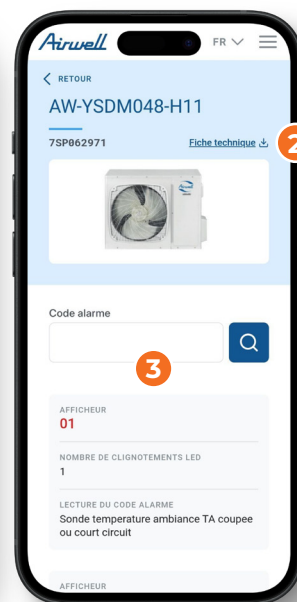 Airwell
FR
RETOUR
AW-YSDM048-H11
7SP062971
Fiche technique
2
Code alarme
3
AFFICHEUR
01
NOMBRE DE CLIGNOTEMENTS LED
1
LECTURE DU CODE ALARME
Sonde temperature ambiance TA coupee
ou court circuit
AFFICHEUR